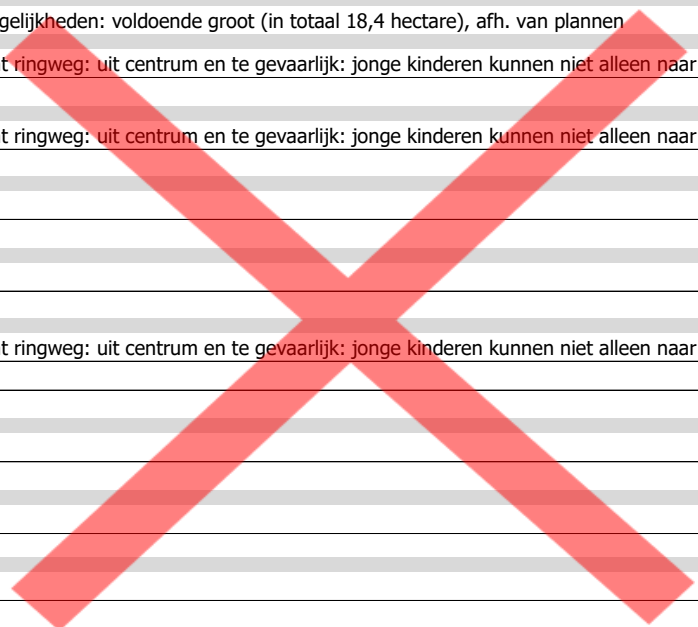 gelijkheden: voldoende groot (in totaal 18,4 hectare), afh. van plannen
t ringweg: uit centrum en te gevaarlijk: jonge kinderen kunnen niet alleen naar
t ringweg: uit centrum en te gevaarlijk: jonge kinderen kunnen niet alleen naar
t ringweg: uit centrum en te gevaarlijk: jonge kinderen kunnen niet alleen naar